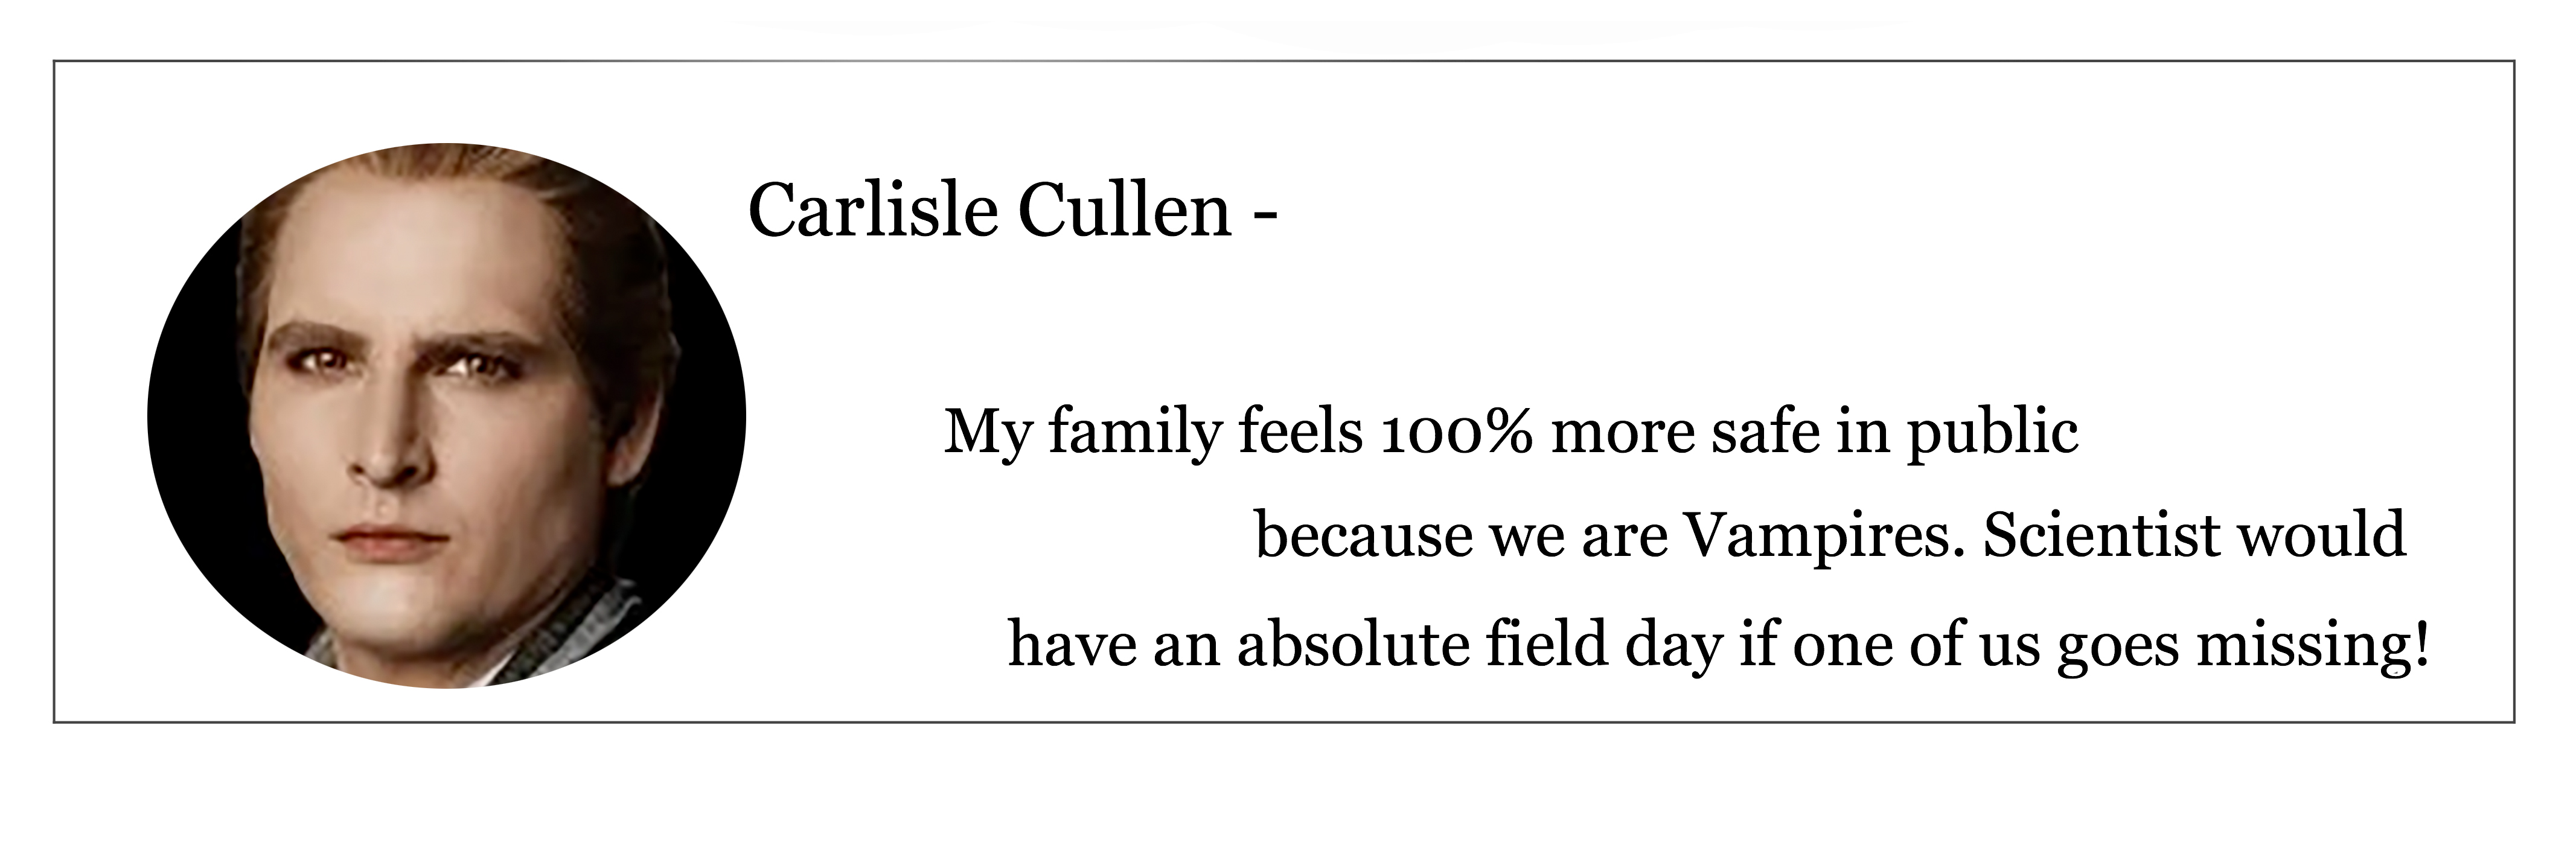 Carlisle Cullen -
My family feels 100% more safe in public
because we are Vampires. Scientist would
have an absolute field day if one of us goes missing!